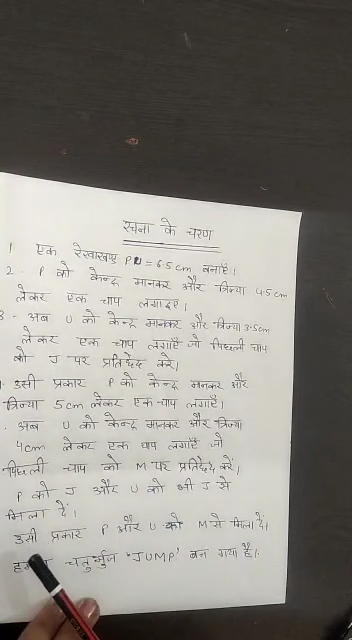 रचना के चरण
1 एक रेखाखण्ड PU = 6.5 cm बनाएँ।
2 - P को केन्द्र मानकर और त्रिज्या 4.5 cm
लेकर एक चाप लगाइए।
3 - अब U को केन्द्र मानकर और त्रिज्या 3.5cm
लेकर एक चाप लगाएँ जो पिछली चाप
को J पर प्रतिच्छेद करे।
उसी प्रकार P को केन्द्र मानकर और
त्रिज्या 5cm लेकर एक चाप लगाएँ।
अब U को केन्द्र मानकर और त्रिज्या
4cm लेकर एक चाप लगाएँ जो
पिछली चाप को M पर प्रतिच्छेद करें
P को J और U को भी J से
मिला दें।
उसी प्रकार P और U को M से मिला दें।
चतुर्भुज 'JUMP' बन गया है।